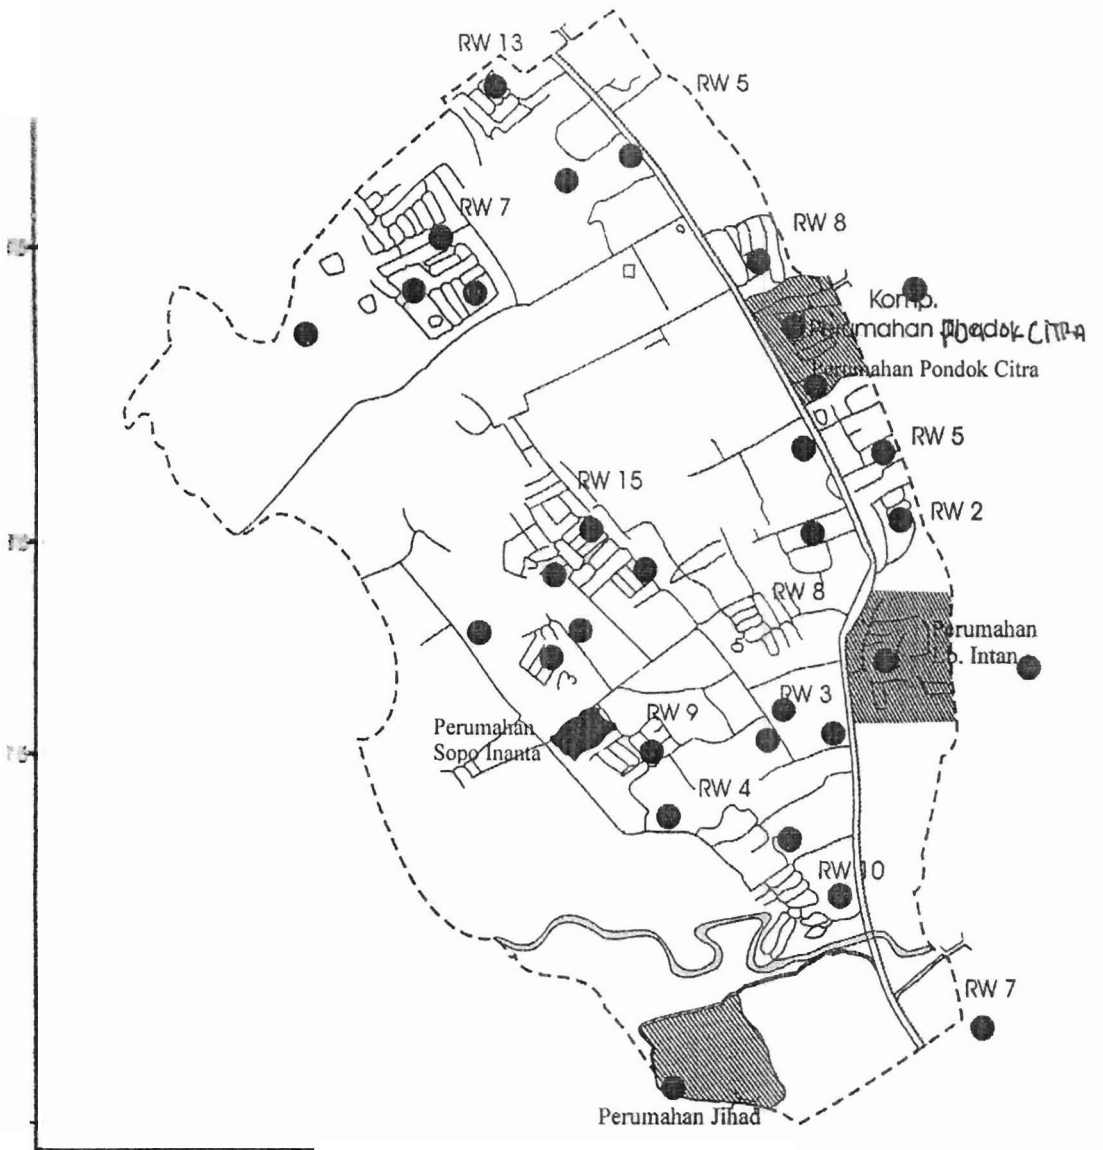 RW 13
RW 5
RW 7
RW 8
Komp.
Perumahan PONDOK CITRA
Perumahan Pondok Citra
RW 5
RW 15
RW 2
RW 8
Perumahan
Lb. Intan
RW 3
RW 9
Perumahan
Sopo Inanta
RW 4
RW 10
RW 7
Perumahan Jihad